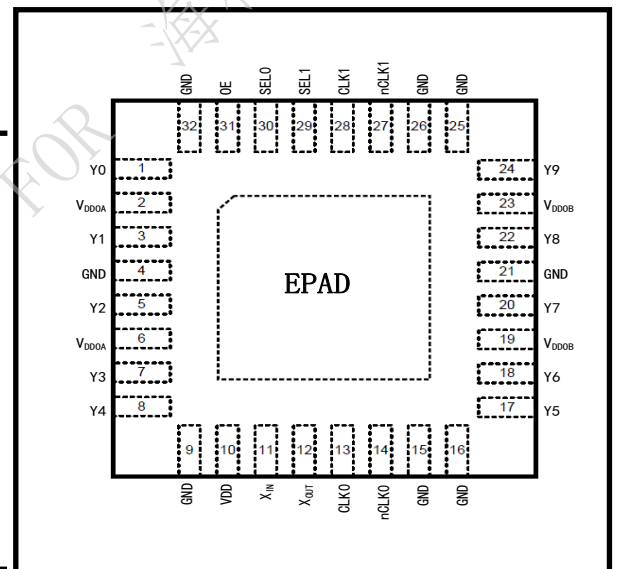 GND OE SEL0 SEL1 CLK1 nCLK1 GND GND
32 31 30 29 28 27 26 25
Y0 1 24 Y9
VDDOA 2 23 VDDOB
Y1 3 22 Y8
GND 4 21 GND
EPAD
Y2 5 20 Y7
VDDOA 6 19 VDDOB
Y3 7 18 Y6
Y4 8 17 Y5
9 10 11 12 13 14 15 16
GND VDD XIN XOUT CLK0 nCLK0 GND GND
FOR 海